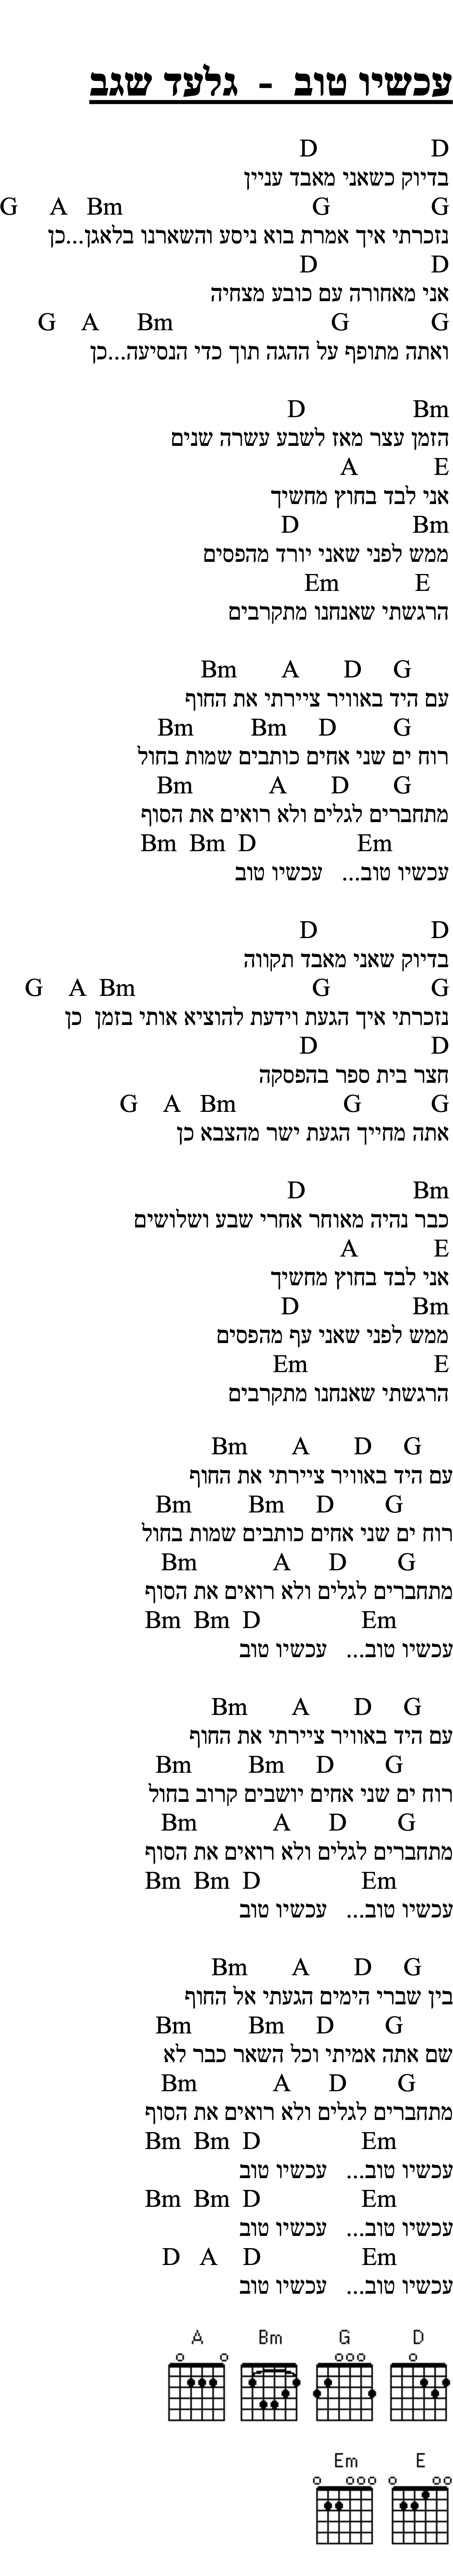 עכשיו טוב - גלעד שגב
D D
בדיוק כשאני מאבד עניין
G A Bm G G
נזכרתי איך אמרת בוא ניסע והשארנו בלאגן...כן
D D
אני מאחורה עם כובע מצחיה
G A Bm G G
ואתה מתופף על ההגה תוך כדי הנסיעה...כן
D Bm
הזמן עצר מאז לשבע עשרה שנים
A E
אני לבד בחוץ מחשיך
D Bm
ממש לפני שאני יורד מהפסים
Em E
הרגשתי שאנחנו מתקרבים
Bm A D G
עם היד באוויר ציירתי את החוף
Bm Bm D G
רוח ים שני אחים כותבים שמות בחול
Bm A D G
מתחברים לגלים ולא רואים את הסוף
Bm Bm D Em
עכשיו טוב... עכשיו טוב
D D
בדיוק שאני מאבד תקווה
G A Bm G G
נזכרתי איך הגעת וידעת להוציא אותי בזמן כן
D D
חצר בית ספר בהפסקה
G A Bm G G
אתה מחייך הגעת ישר מהצבא כן
D Bm
כבר נהיה מאוחר אחרי שבע ושלושים
A E
אני לבד בחוץ מחשיך
D Bm
ממש לפני שאני עף מהפסים
Em E
הרגשתי שאנחנו מתקרבים
Bm A D G
עם היד באוויר ציירתי את החוף
Bm Bm D G
רוח ים שני אחים כותבים שמות בחול
Bm A D G
מתחברים לגלים ולא רואים את הסוף
Bm Bm D Em
עכשיו טוב... עכשיו טוב
Bm A D G
עם היד באוויר ציירתי את החוף
Bm Bm D G
רוח ים שני אחים יושבים קרוב בחול
Bm A D G
מתחברים לגלים ולא רואים את הסוף
Bm Bm D Em
עכשיו טוב... עכשיו טוב
Bm A D G
בין שברי הימים הגעתי אל החוף
Bm Bm D G
שם אתה אמיתי וכל השאר כבר לא
Bm A D G
מתחברים לגלים ולא רואים את הסוף
Bm Bm D Em
עכשיו טוב... עכשיו טוב
Bm Bm D Em
עכשיו טוב... עכשיו טוב
D A D Em
עכשיו טוב... עכשיו טוב
A Bm G D
Em E